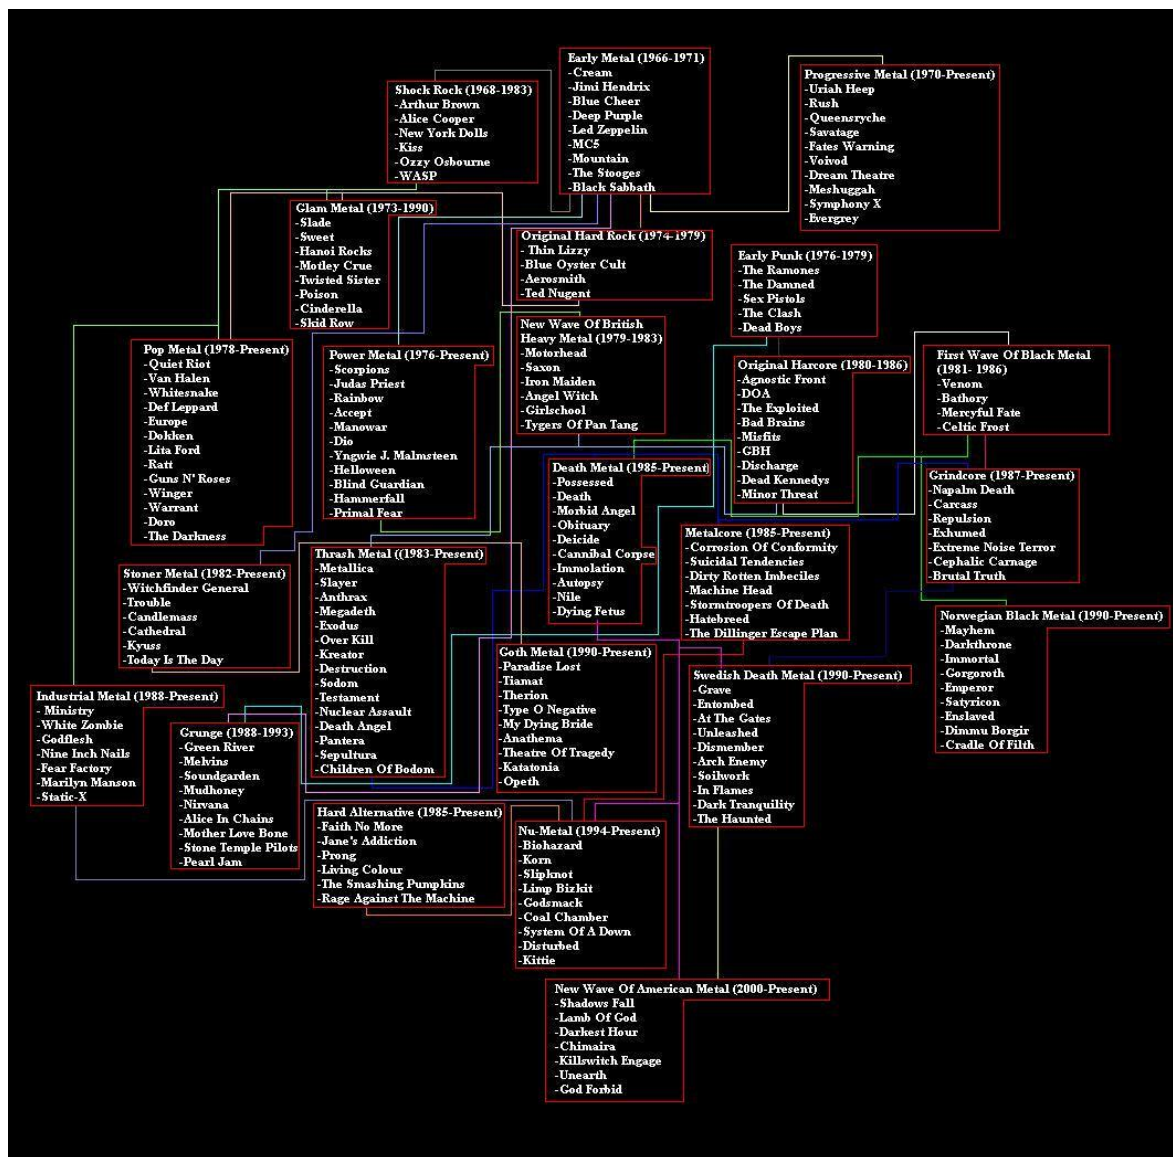 Early Metal (1966-1971)
-Cream
-Jimi Hendrix
-Blue Cheer
-Deep Purple
-Led Zeppelin
-MC5
-Mountain
-The Stooges
-Black Sabbath
Progressive Metal (1970-Present)
-Uriah Heep
-Rush
-Queensryche
-Savatage
-Fates Warning
-Voivod
-Dream Theatre
-Meshuggah
-Symphony X
-Evergrey
Shock Rock (1968-1983)
-Arthur Brown
-Alice Cooper
-New York Dolls
-Kiss
-Ozzy Osbourne
-WASP
Glam Metal (1973-1990)
-Slade
-Sweet
-Hanoi Rocks
-Motley Crue
-Twisted Sister
-Poison
-Cinderella
-Skid Row
Original Hard Rock (1974-1979)
- Thin Lizzy
-Blue Oyster Cult
-Aerosmith
-Ted Nugent
Early Punk (1976-1979)
-The Ramones
-The Damned
-Sex Pistols
-The Clash
-Dead Boys
Pop Metal (1978-Present)
-Quiet Riot
-Van Halen
-Whitesnake
-Def Leppard
-Europe
-Dokken
-Lita Ford
-Ratt
-Guns N' Roses
-Winger
-Warrant
-Doro
-The Darkness
Power Metal (1976-Present)
-Scorpions
-Judas Priest
-Rainbow
-Accept
-Manowar
-Dio
-Yngwie J. Malmsteen
-Helloween
-Blind Guardian
-Hammerfall
-Primal Fear
New Wave Of British
Heavy Metal (1979-1983)
-Motorhead
-Saxon
-Iron Maiden
-Angel Witch
-Girlschool
-Tygers Of Pan Tang
Original Harcore (1980-1986)
-Agnostic Front
-DOA
-The Exploited
-Bad Brains
-Misfits
-GBH
-Discharge
-Dead Kennedys
-Minor Threat
First Wave Of Black Metal
(1981- 1986)
-Venom
-Bathory
-Mercyful Fate
-Celtic Frost
Death Metal (1985-Present)
-Possessed
-Death
-Morbid Angel
-Obituary
-Deicide
-Cannibal Corpse
-Immolation
-Autopsy
-Nile
-Dying Fetus
Grindcore (1987-Present)
-Napalm Death
-Carcass
-Repulsion
-Exhumed
-Extreme Noise Terror
-Cephalic Carnage
-Brutal Truth
Metalcore (1985-Present)
-Corrosion Of Conformity
-Suicidal Tendencies
-Dirty Rotten Imbeciles
-Machine Head
-Stormtroopers Of Death
-Hatebreed
-The Dillinger Escape Plan
Stoner Metal (1982-Present)
-Witchfinder General
-Trouble
-Candlemass
-Cathedral
-Kyuss
-Today Is The Day
Thrash Metal ((1983-Present)
-Metallica
-Slayer
-Anthrax
-Megadeth
-Exodus
-Over Kill
-Kreator
-Destruction
-Sodom
-Testament
-Nuclear Assault
-Death Angel
-Pantera
-Sepultura
-Children Of Bodom
Norwegian Black Metal (1990-Present)
-Mayhem
-Darkthrone
-Immortal
-Gorgoroth
-Emperor
-Satyricon
-Enslaved
-Dimmu Borgir
-Cradle Of Filth
Goth Metal (1990-Present)
-Paradise Lost
-Tiamat
-Therion
-Type O Negative
-My Dying Bride
-Anathema
-Theatre Of Tragedy
-Katatonia
-Opeth
Swedish Death Metal (1990-Present)
-Grave
-Entombed
-At The Gates
-Unleashed
-Dismember
-Arch Enemy
-Soilwork
-In Flames
-Dark Tranquility
-The Haunted
Industrial Metal (1988-Present)
- Ministry
-White Zombie
-Godflesh
-Nine Inch Nails
-Fear Factory
-Marilyn Manson
-Static-X
Grunge (1988-1993)
-Green River
-Melvins
-Soundgarden
-Mudhoney
-Nirvana
-Alice In Chains
-Mother Love Bone
-Stone Temple Pilots
-Pearl Jam
Hard Alternative (1985-Present)
-Faith No More
-Jane's Addiction
-Prong
-Living Colour
-The Smashing Pumpkins
-Rage Against The Machine
Nu-Metal (1994-Present)
-Biohazard
-Korn
-Slipknot
-Limp Bizkit
-Godsmack
-Coal Chamber
-System Of A Down
-Disturbed
-Kittie
New Wave Of American Metal (2000-Present)
-Shadows Fall
-Lamb Of God
-Darkest Hour
-Chimaira
-Killswitch Engage
-Unearth
-God Forbid